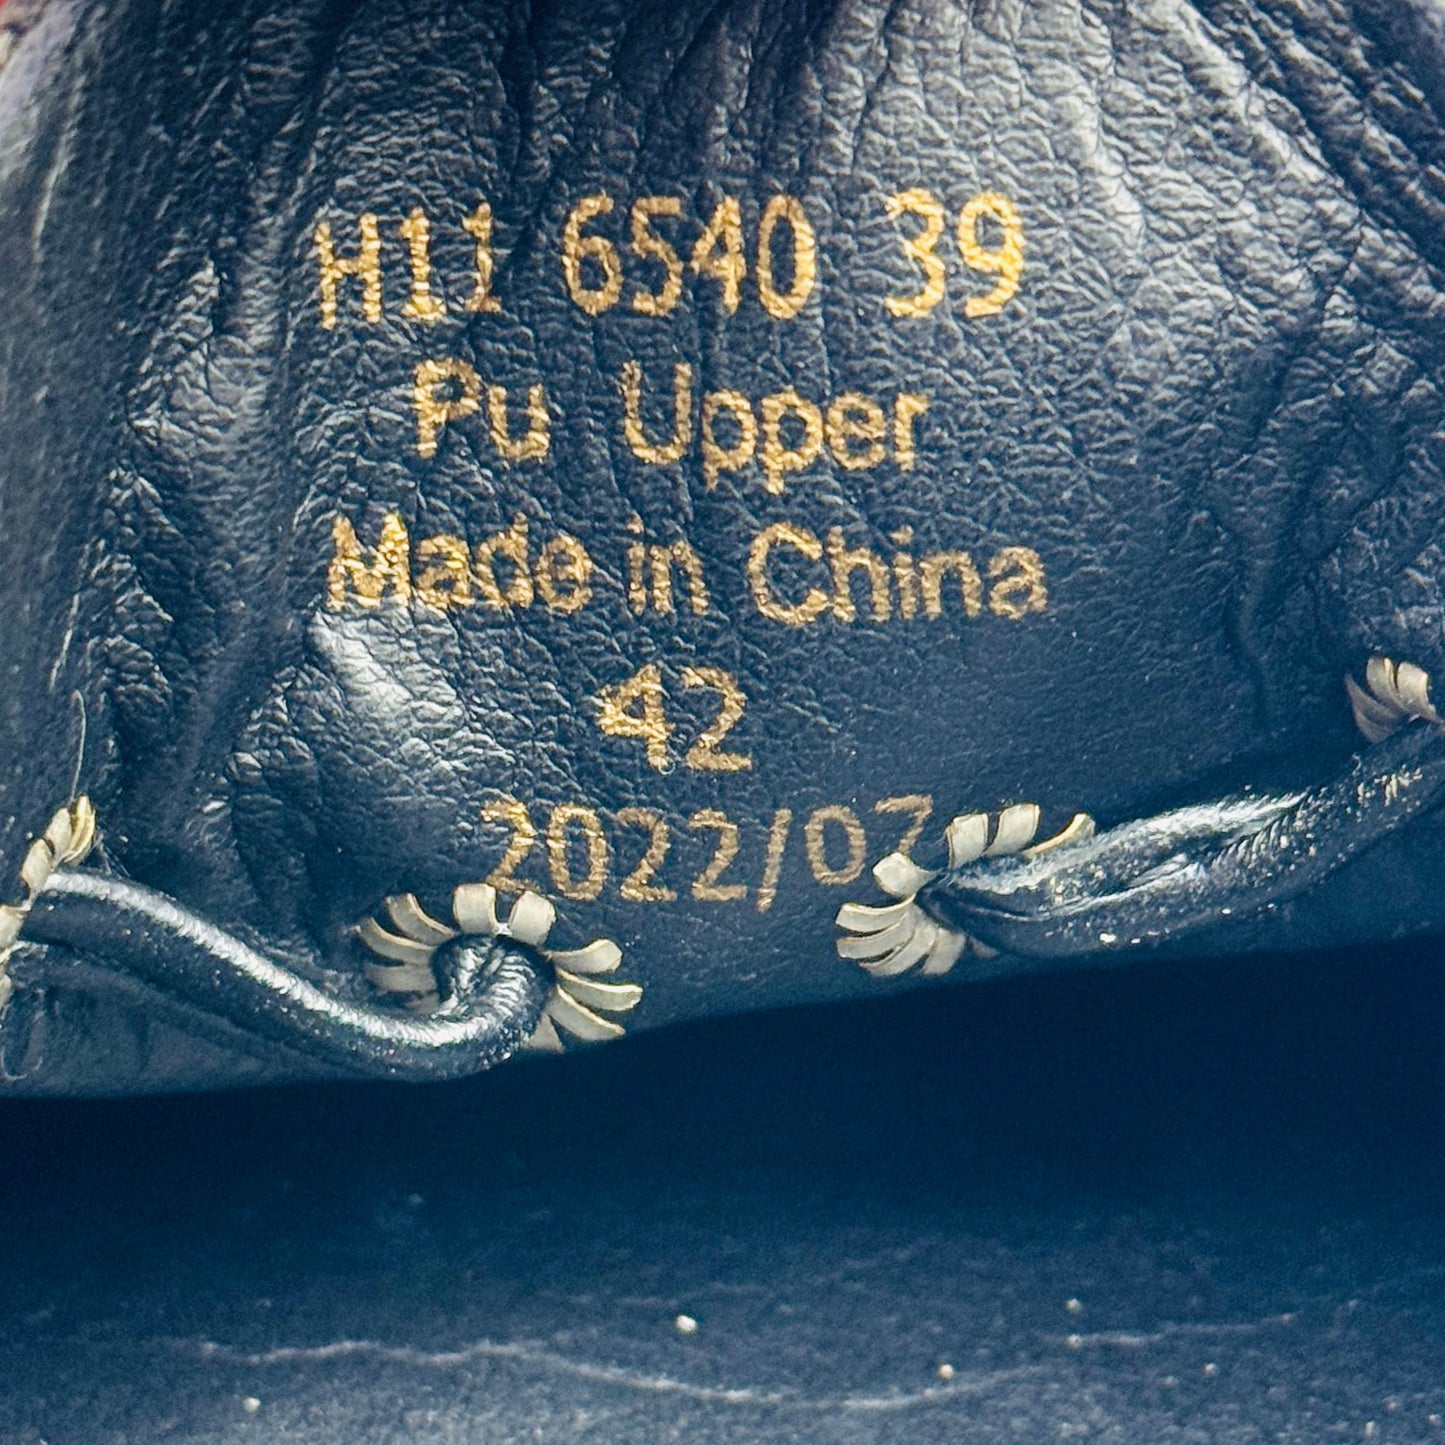 H11 6540 39
Pu Upper
Made in China
42
2022/07